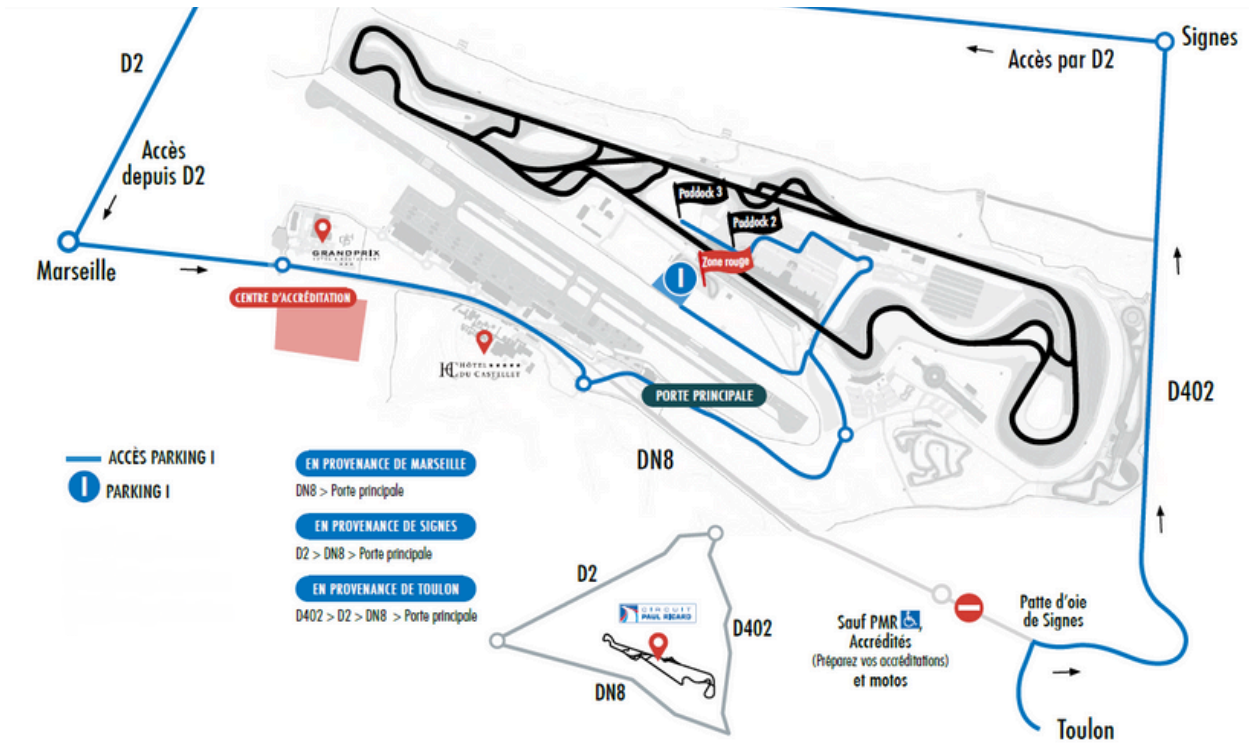 Signes
Accès par D2
D2
Accès
depuis D2
Marseille
GRANDPRIX
CENTRE D'ACCRÉDITATION
Paddock 3
Paddock 2
Zone rouge
I
HÔTEL★★★★★
DU CASTELLET
PORTE PRINCIPALE
D402
DN8
ACCÈS PARKING I
I
PARKING I
EN PROVENANCE DE MARSEILLE
DN8 > Porte principale
EN PROVENANCE DE SIGNES
D2 > DN8 > Porte principale
EN PROVENANCE DE TOULON
D402 > D2 > DN8 > Porte principale
D2
CIRCUIT
PAUL RICARD
D402
DN8
Sauf PMR ,
Accrédités
(Préparez vos accréditations)
et motos
Patte d'oie
de Signes
Toulon